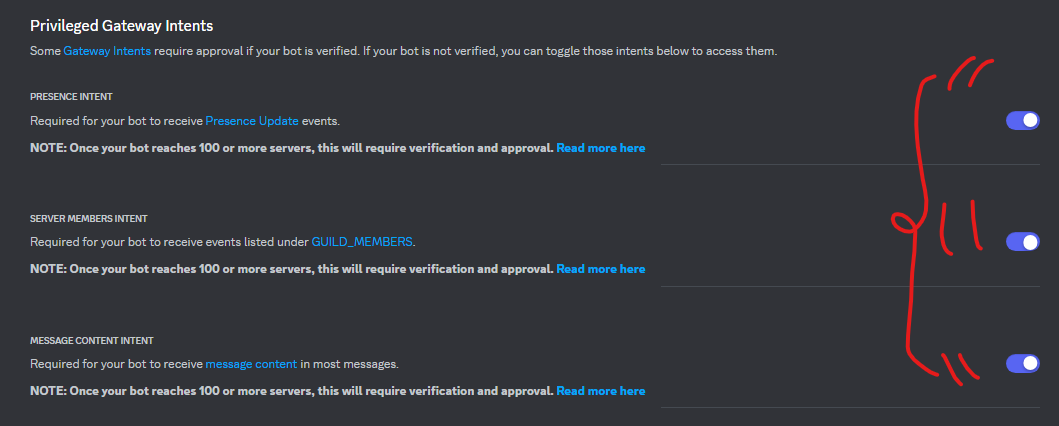 Privileged Gateway Intents
Some Gateway Intents require approval if your bot is verified. If your bot is not verified, you can toggle those intents below to access them.
PRESENCE INTENT
Required for your bot to receive Presence Update events.
NOTE: Once your bot reaches 100 or more servers, this will require verification and approval. Read more here
SERVER MEMBERS INTENT
Required for your bot to receive events listed under GUILD_MEMBERS.
NOTE: Once your bot reaches 100 or more servers, this will require verification and approval. Read more here
MESSAGE CONTENT INTENT
Required for your bot to receive message content in most messages.
NOTE: Once your bot reaches 100 or more servers, this will require verification and approval. Read more here